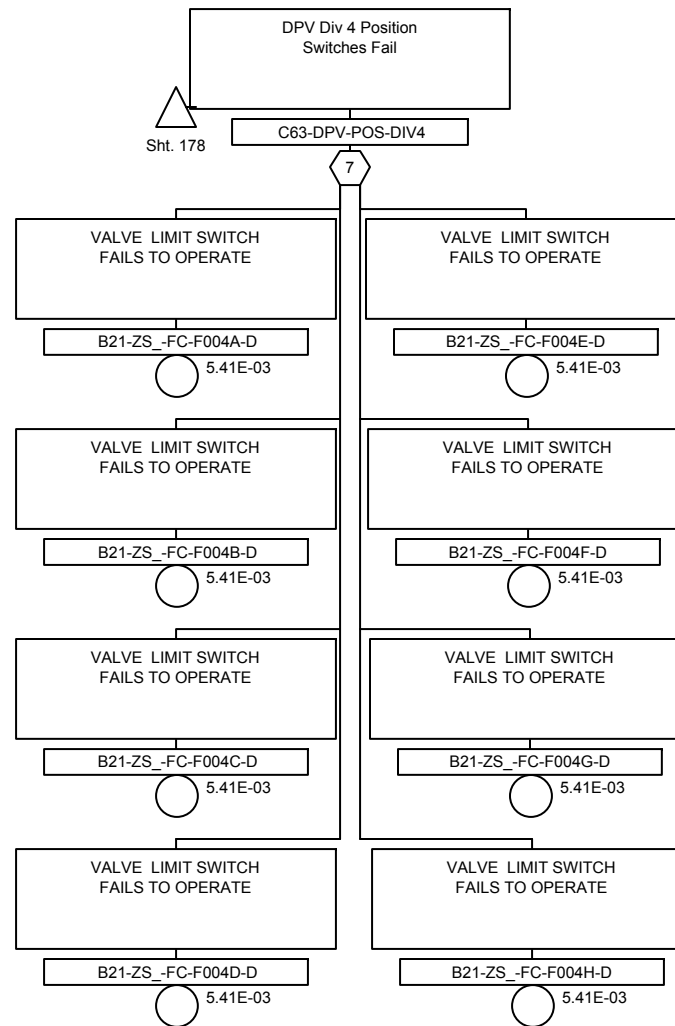 DPV Div 4 Position
Switches Fail
Sht. 178
C63-DPV-POS-DIV4
7
VALVE LIMIT SWITCH
FAILS TO OPERATE
B21-ZS_-FC-F004A-D
5.41E-03
VALVE LIMIT SWITCH
FAILS TO OPERATE
B21-ZS_-FC-F004E-D
5.41E-03
VALVE LIMIT SWITCH
FAILS TO OPERATE
B21-ZS_-FC-F004B-D
5.41E-03
VALVE LIMIT SWITCH
FAILS TO OPERATE
B21-ZS_-FC-F004F-D
5.41E-03
VALVE LIMIT SWITCH
FAILS TO OPERATE
B21-ZS_-FC-F004C-D
5.41E-03
VALVE LIMIT SWITCH
FAILS TO OPERATE
B21-ZS_-FC-F004G-D
5.41E-03
VALVE LIMIT SWITCH
FAILS TO OPERATE
B21-ZS_-FC-F004D-D
5.41E-03
VALVE LIMIT SWITCH
FAILS TO OPERATE
B21-ZS_-FC-F004H-D
5.41E-03